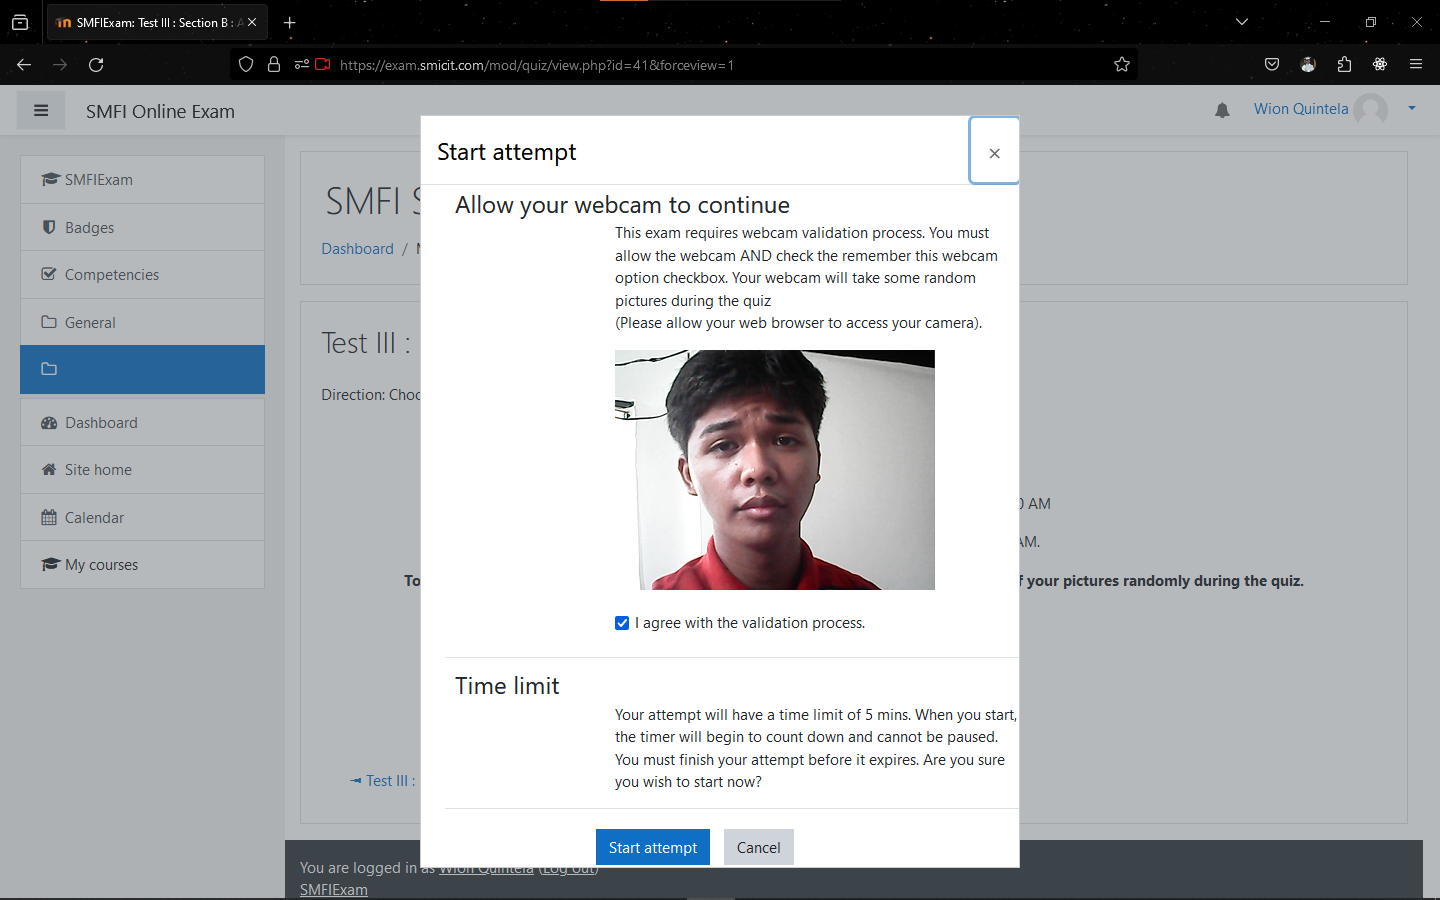 SMFIExam: Test III : Section B :
https://exam.smicit.com/mod/quiz/view.php?id=41&forceview=1
SMFI Online Exam
Wion Quintela
SMFIExam
Badges
Competencies
General
Dashboard
Site home
Calendar
My courses
SMFI
Dashboard /
Test III :
Direction:
AM
AM.
To
your pictures randomly during the quiz.
Test III :
Start attempt
×
Allow your webcam to continue
This exam requires webcam validation process. You must
allow the webcam AND check the remember this webcam
option checkbox. Your webcam will take some random
pictures during the quiz
(Please allow your web browser to access your camera).
I agree with the validation process.
Time limit
Your attempt will have a time limit of 5 mins. When you start,
the timer will begin to count down and cannot be paused.
You must finish your attempt before it expires. Are you sure
you wish to start now?
Start attempt
Cancel
You are logged in as Wion Quintela (Log out)
SMFIExam